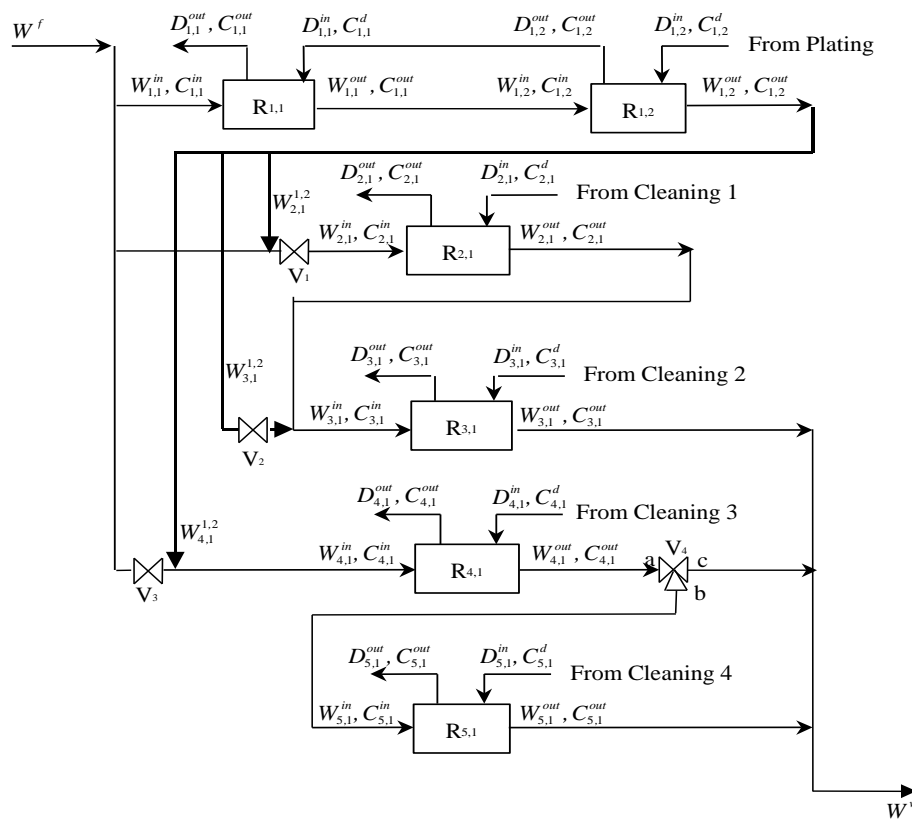 W^f
D_{1,1}^{out}, C_{1,1}^{out}
D_{1,1}^{in}, C_{1,1}^{d}
D_{1,2}^{out}, C_{1,2}^{out}
D_{1,2}^{in}, C_{1,2}^{d}
From Plating
W_{1,1}^{in}, C_{1,1}^{in}
R_{1,1}
W_{1,1}^{out}, C_{1,1}^{out}
W_{1,2}^{in}, C_{1,2}^{in}
R_{1,2}
W_{1,2}^{out}, C_{1,2}^{out}
D_{2,1}^{out}, C_{2,1}^{out}
D_{2,1}^{in}, C_{2,1}^{d}
From Cleaning 1
W_{2,1}^{1,2}
W_{2,1}^{in}, C_{2,1}^{in}
R_{2,1}
W_{2,1}^{out}, C_{2,1}^{out}
V_1
D_{3,1}^{out}, C_{3,1}^{out}
D_{3,1}^{in}, C_{3,1}^{d}
From Cleaning 2
W_{3,1}^{1,2}
W_{3,1}^{in}, C_{3,1}^{in}
R_{3,1}
W_{3,1}^{out}, C_{3,1}^{out}
V_2
D_{4,1}^{out}, C_{4,1}^{out}
D_{4,1}^{in}, C_{4,1}^{d}
From Cleaning 3
W_{4,1}^{1,2}
W_{4,1}^{in}, C_{4,1}^{in}
R_{4,1}
W_{4,1}^{out}, C_{4,1}^{out}
V_4
a
c
b
V_3
D_{5,1}^{out}, C_{5,1}^{out}
D_{5,1}^{in}, C_{5,1}^{d}
From Cleaning 4
W_{5,1}^{in}, C_{5,1}^{in}
R_{5,1}
W_{5,1}^{out}, C_{5,1}^{out}